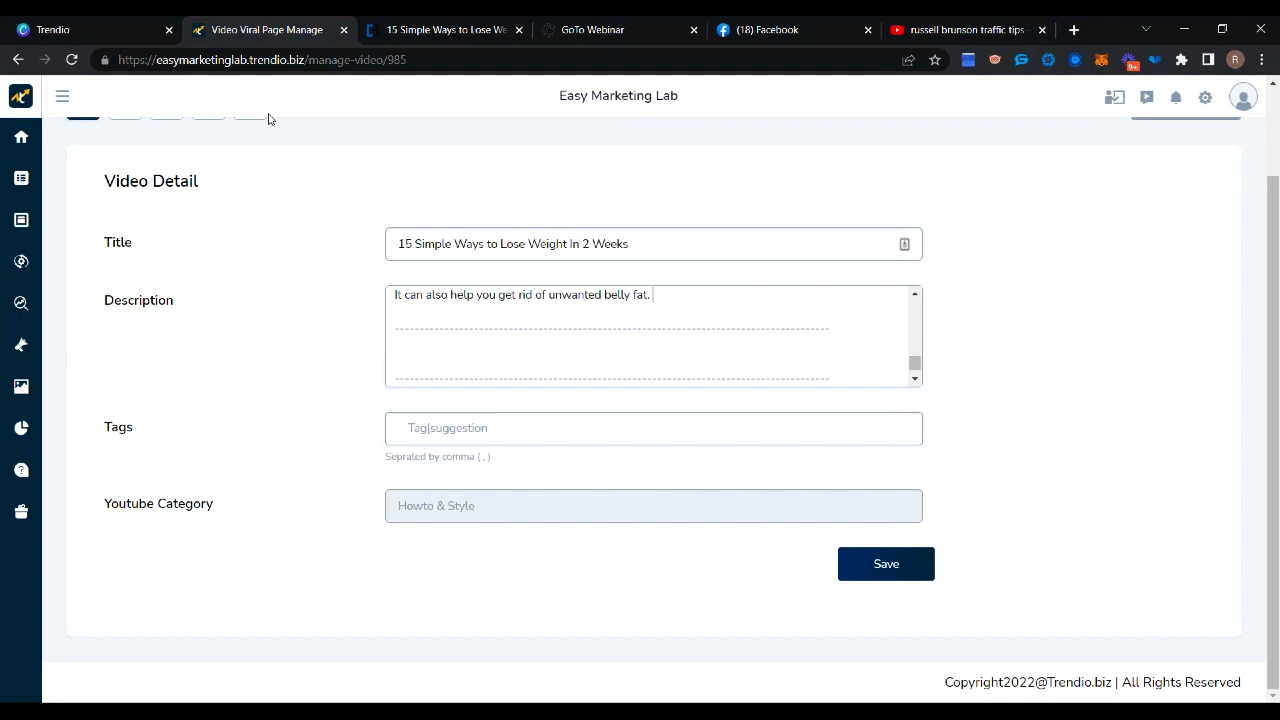 Trendio
Video Viral Page Manage
15 Simple Ways to Lose We
GoTo Webinar
(18) Facebook
russell brunson traffic tips -
https://easymarketinglab.trendio.biz/manage-video/985
9+
R
Easy Marketing Lab
Video Detail
Title
15 Simple Ways to Lose Weight In 2 Weeks
Description
It can also help you get rid of unwanted belly fat.
Tags
Tag|suggestion
Seprated by comma ( , )
Youtube Category
Howto & Style
Save
Copyright2022@Trendio.biz | All Rights Reserved